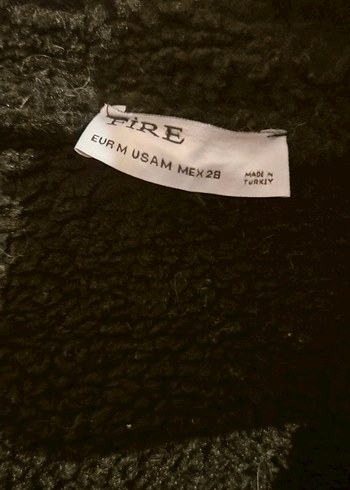 FiRE
EUR M USA M MEX 28
MADE IN
TURKEY